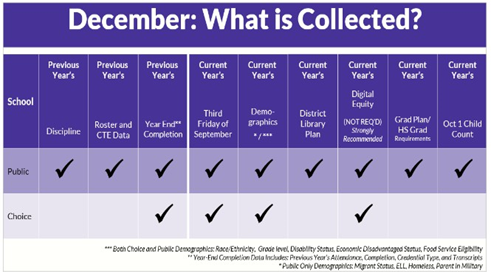 December: What is Collected?
School
Previous
Year's
Discipline
Previous
Year's
Roster and
CTE Data
Previous
Year's
Year End**
Completion
Current
Year's
Third
Friday of
September
Current
Year's
Demo-
graphics
* / ***
Current
Year's
District
Library
Plan
Current
Year's
Digital
Equity
(NOT REQ'D)
Strongly
Recommended
Current
Year's
Grad Plan/
HS Grad
Requirements
Current
Year's
Oct 1 Child
Count
Public ✓ ✓ ✓ ✓ ✓ ✓ ✓ ✓ ✓
Choice ✓ ✓ ✓ ✓
*** Both Choice and Public Demographics: Race/Ethnicity, Grade level, Disability Status, Economic Disadvantaged Status, Food Service Eligibility
** Year-End Completion Data Includes: Previous Year's Attendance, Completion, Credential Type, and Transcripts
* Public Only Demographics: Migrant Status, ELL, Homeless, Parent in Military